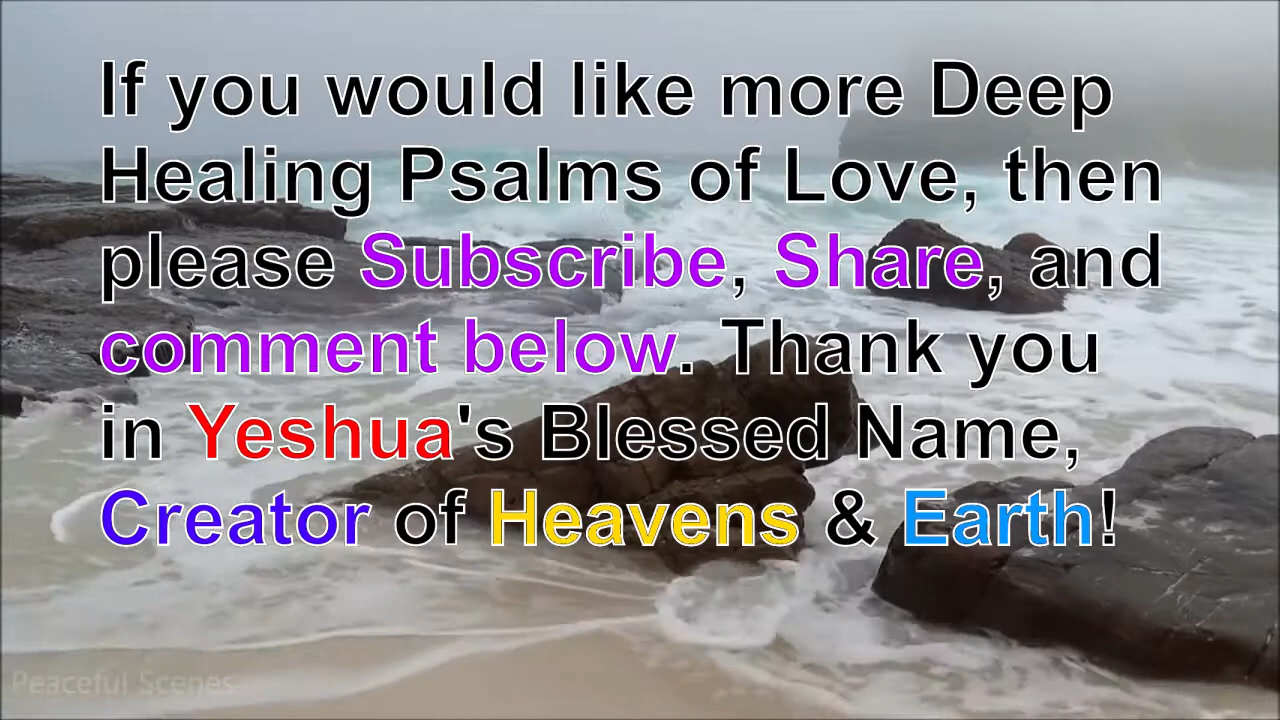 If you would like more Deep
Healing Psalms of Love, then
please Subscribe, Share, and
comment below. Thank you
in Yeshua's Blessed Name,
Creator of Heavens & Earth!
Peaceful Scenes